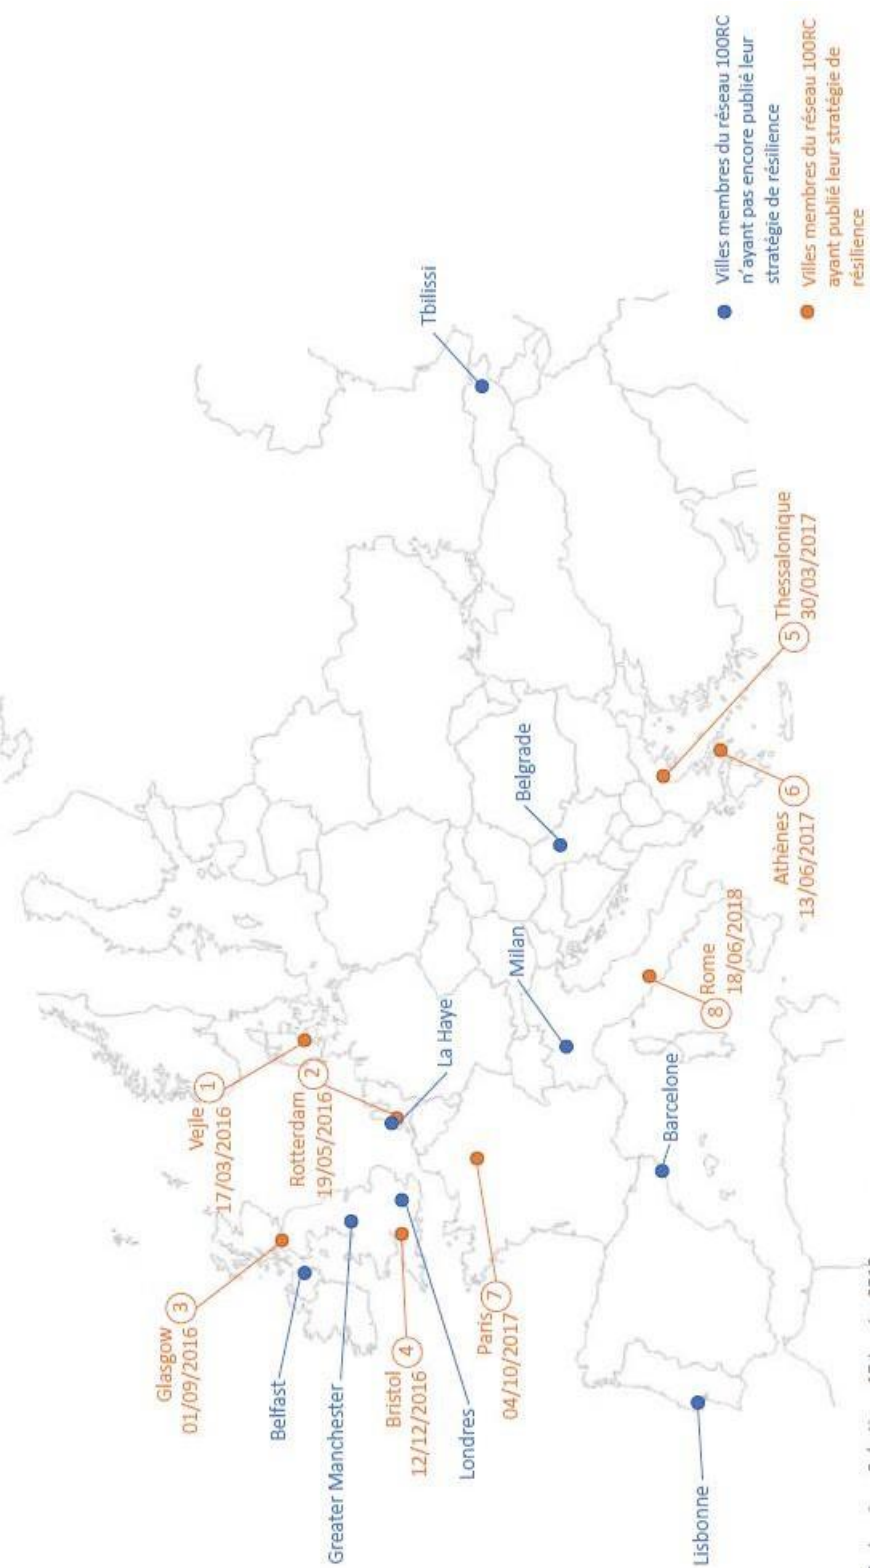 Glasgow
01/09/2016
3
Vejle
17/03/2016
1
Rotterdam
19/05/2016
2
Belfast
Greater Manchester
Bristol
12/12/2016
4
Londres
Paris
04/10/2017
7
La Haye
Milan
Belgrade
Tbilissi
Lisbonne
Barcelone
8
Rome
18/06/2018
Athènes
13/06/2017
6
5
Thessalonique
30/03/2017
Villes membres du réseau 100RC
n'ayant pas encore publié leur
stratégie de résilience
Villes membres du réseau 100RC
ayant publié leur stratégie de
résilience